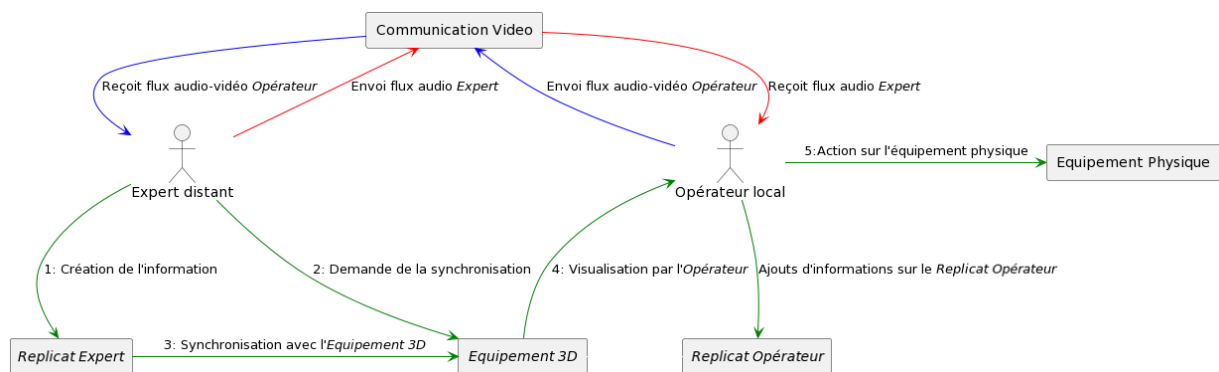 Communication Video
Reçoit flux audio-vidéo Opérateur
Envoi flux audio Expert
Envoi flux audio-vidéo Opérateur
Reçoit flux audio Expert
5:Action sur l'équipement physique
Equipement Physique
Expert distant
Opérateur local
1: Création de l'information
2: Demande de la synchronisation
4: Visualisation par l'Opérateur
Ajouts d'informations sur le Replicat Opérateur
3: Synchronisation avec l'Equipement 3D
Replicat Expert
Equipement 3D
Replicat Opérateur